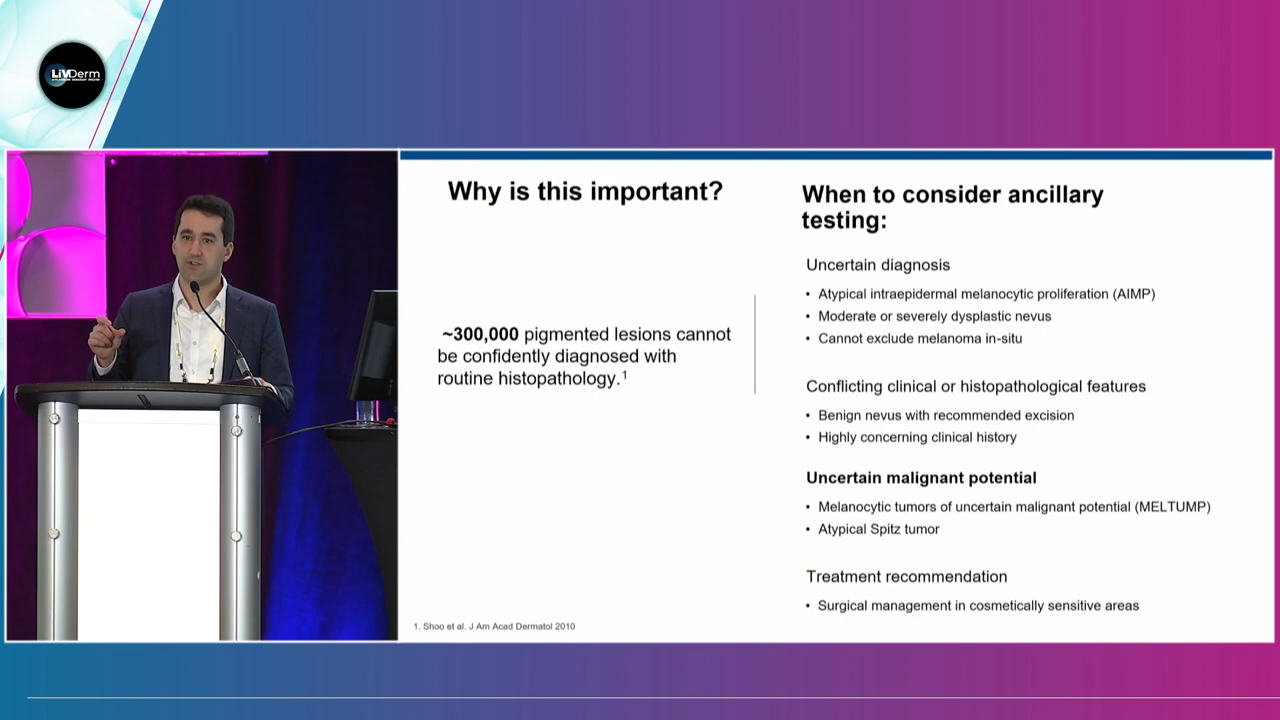 LiVDerm
Why is this important?
~300,000 pigmented lesions cannot
be confidently diagnosed with
routine histopathology.1
1. Shoo et al. J Am Acad Dermatol 2010
When to consider ancillary
testing:
Uncertain diagnosis
• Atypical intraepidermal melanocytic proliferation (AIMP)
• Moderate or severely dysplastic nevus
• Cannot exclude melanoma in-situ
Conflicting clinical or histopathological features
• Benign nevus with recommended excision
• Highly concerning clinical history
Uncertain malignant potential
• Melanocytic tumors of uncertain malignant potential (MELTUMP)
• Atypical Spitz tumor
Treatment recommendation
• Surgical management in cosmetically sensitive areas